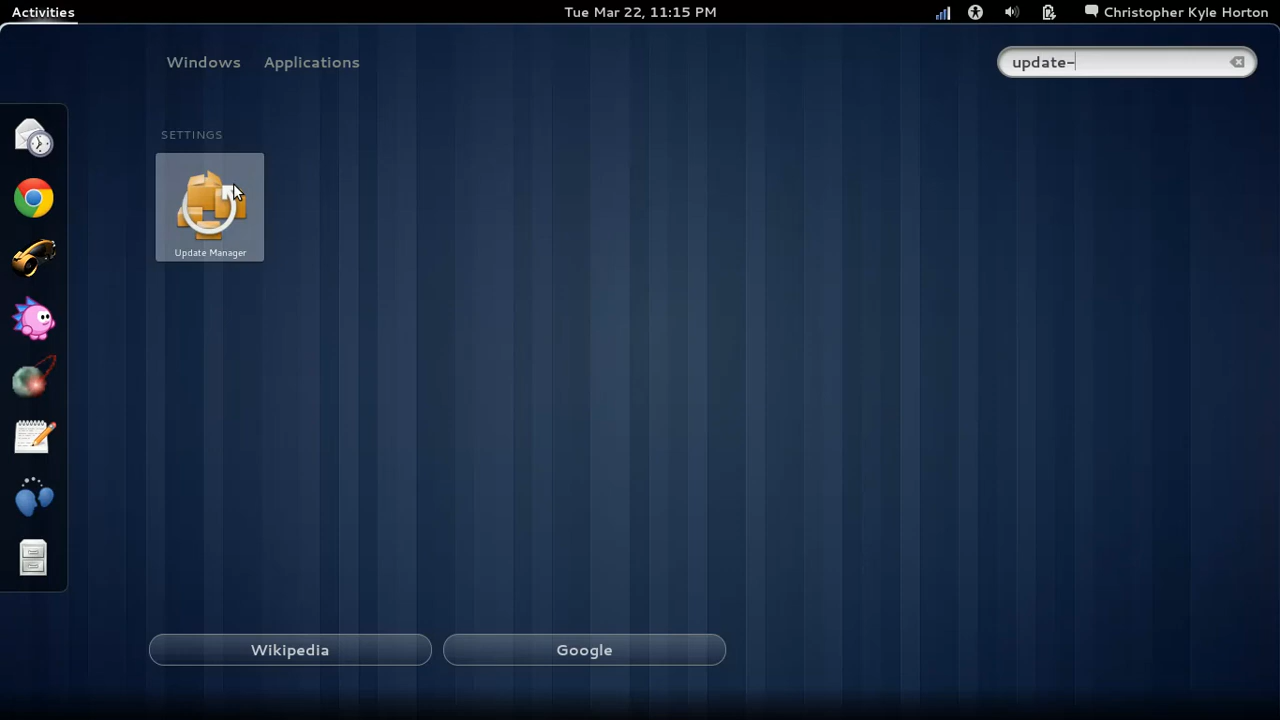 Activities
Tue Mar 22, 11:15 PM
Christopher Kyle Horton
Windows
Applications
update-
SETTINGS
Update Manager
Wikipedia
Google